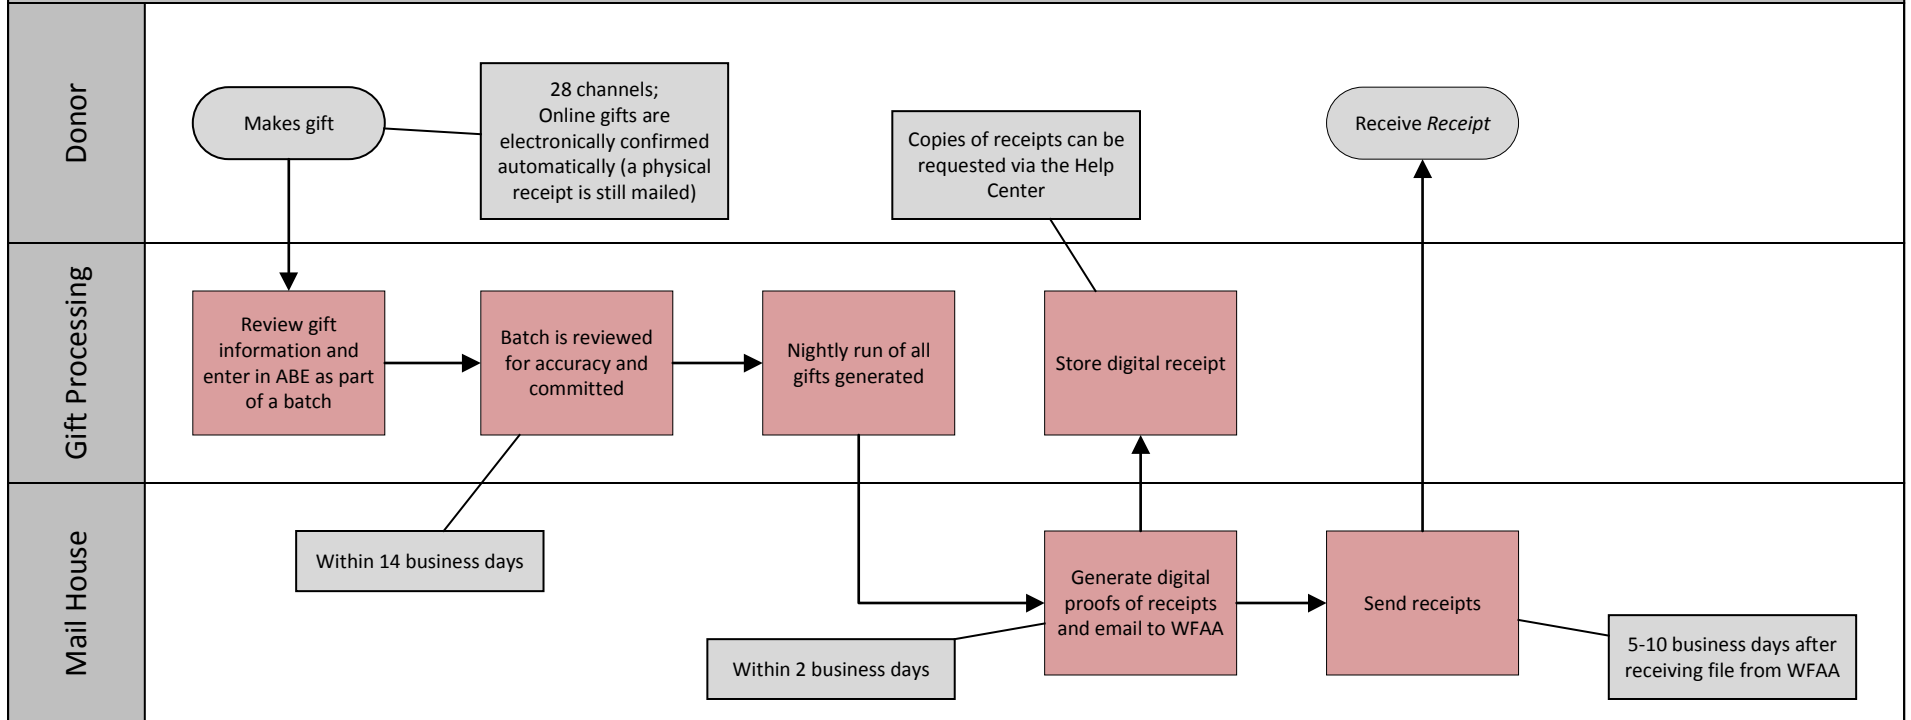 Donor
Makes gift
28 channels;
Online gifts are
electronically confirmed
automatically (a physical
receipt is still mailed)
Copies of receipts can be
requested via the Help
Center
Receive Receipt
Gift Processing
Review gift
information and
enter in ABE as part
of a batch
Batch is reviewed
for accuracy and
committed
Nightly run of all
gifts generated
Store digital receipt
Mail House
Within 14 business days
Within 2 business days
Generate digital
proofs of receipts
and email to WFAA
Send receipts
5-10 business days after
receiving file from WFAA